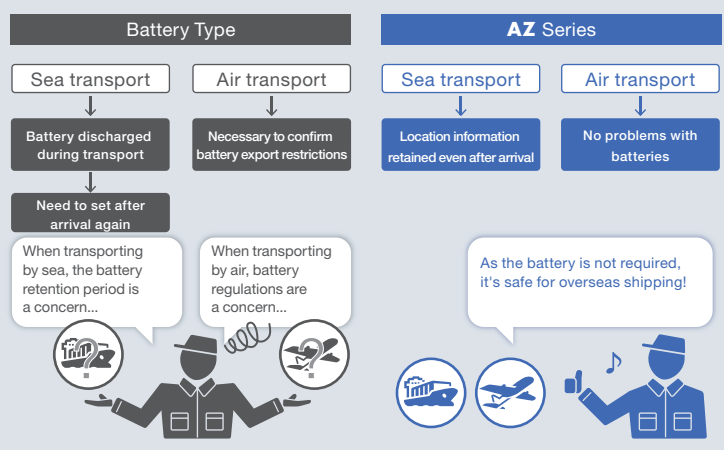 Battery Type
Sea transport
Air transport
Battery discharged
during transport
Necessary to confirm
battery export restrictions
Need to set after
arrival again
When transporting
by sea, the battery
retention period is
a concern...
When transporting
by air, battery
regulations are
a concern...
?
?
AZ Series
Sea transport
Air transport
Location information
retained even after arrival
No problems with
batteries
As the battery is not required,
it's safe for overseas shipping!